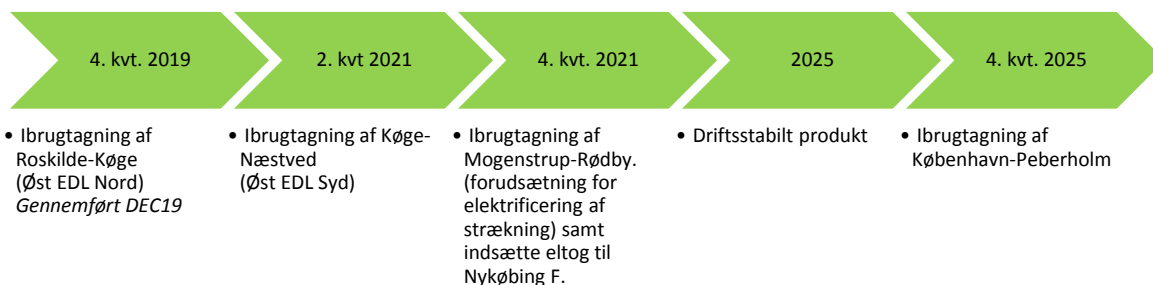 4. kvt. 2019
2. kvt 2021
4. kvt. 2021
2025
4. kvt. 2025
• Ibrugtagning af
Roskilde-Køge
(Øst EDL Nord)
Gennemført DEC19
• Ibrugtagning af Køge-
Næstved
(Øst EDL Syd)
• Ibrugtagning af
Mogenstrup-Rødby.
(forudsætning for
elektrificering af
strækning) samt
indsætte eltog til
Nykøbing F.
• Driftsstabilt produkt
• Ibrugtagning af
København-Peberholm